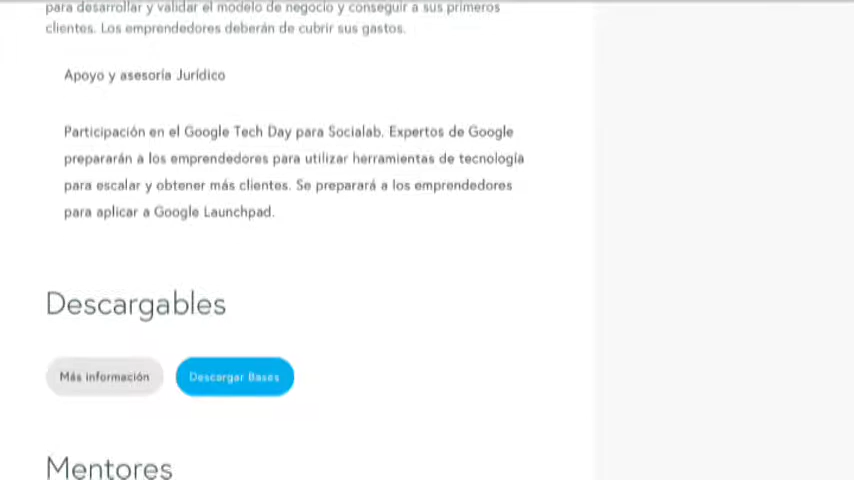 para desarrollar y validar el modelo de negocio y conseguir a sus primeros
clientes. Los emprendedores deberán de cubrir sus gastos.
Apoyo y asesoría Jurídico
Participación en el Google Tech Day para Socialab. Expertos de Google
prepararán a los emprendedores para utilizar herramientas de tecnología
para escalar y obtener más clientes. Se preparará a los emprendedores
para aplicar a Google Launchpad.
Descargables
Más información
Descargar Bases
Mentores